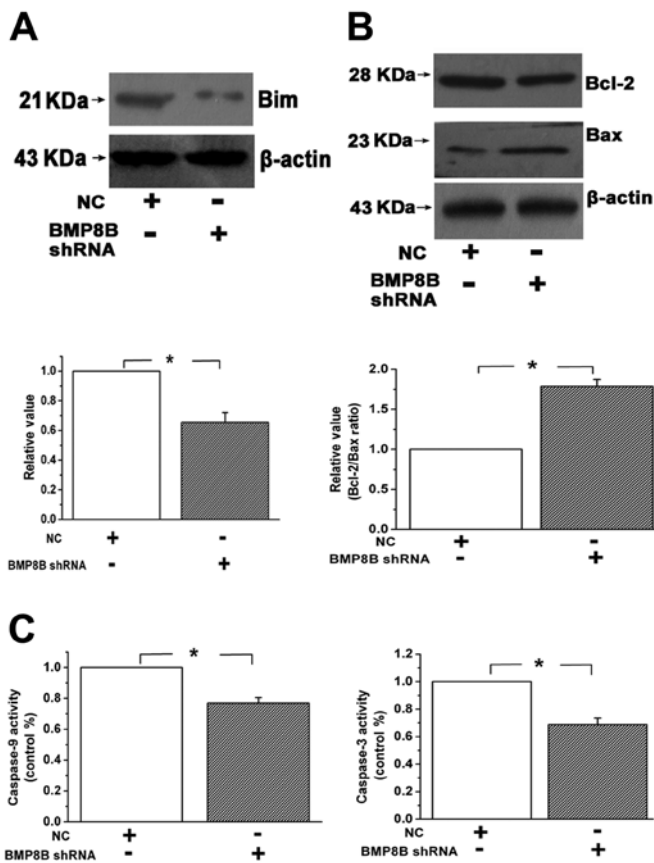 A
21 KDa→ Bim
43 KDa→ β-actin
NC + -
BMP8B shRNA - +
B
28 KDa→ Bcl-2
23 KDa→ Bax
43 KDa→ β-actin
NC + -
BMP8B shRNA - +
Relative value
1.0
0.8
0.6
0.4
0.2
0.0
*
NC + -
BMP8B shRNA - +
Relative value
(Bcl-2/Bax ratio)
2.0
1.5
1.0
0.5
0.0
*
NC + -
BMP8B shRNA - +
C
Caspase-9 activity
(control %)
1.0
0.8
0.6
0.4
0.2
0.0
*
NC + -
BMP8B shRNA - +
Caspase-3 activity
(control %)
1.2
1.0
0.8
0.6
0.4
0.2
0.0
*
NC + -
BMP8B shRNA - +